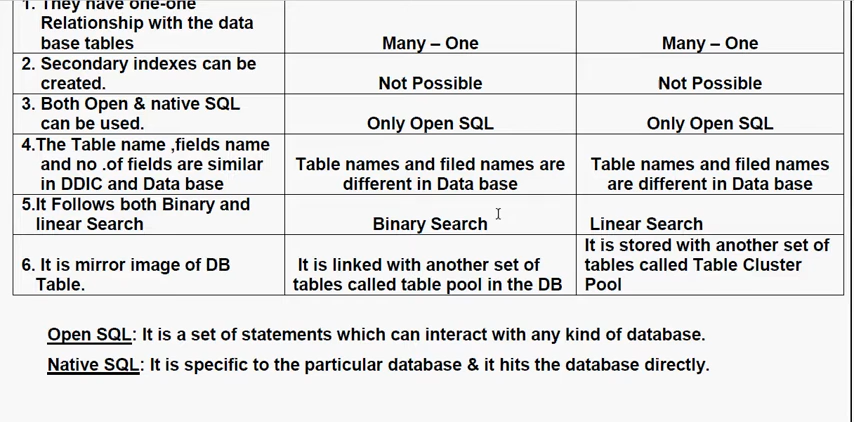 1. They have one-one
Relationship with the data
base tables
Many – One
Many – One
2. Secondary indexes can be
created.
Not Possible
Not Possible
3. Both Open & native SQL
can be used.
Only Open SQL
Only Open SQL
4.The Table name ,fields name
and no .of fields are similar
in DDIC and Data base
Table names and filed names are
different in Data base
Table names and filed names
are different in Data base
5.It Follows both Binary and
linear Search
Binary Search
Linear Search
6. It is mirror image of DB
Table.
It is linked with another set of
tables called table pool in the DB
It is stored with another set of
tables called Table Cluster
Pool
Open SQL: It is a set of statements which can interact with any kind of database.
Native SQL: It is specific to the particular database & it hits the database directly.